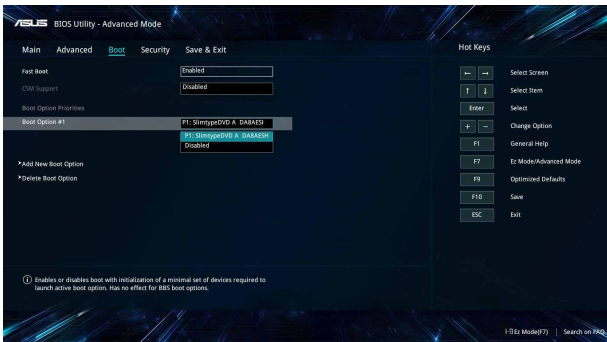 ASUS BIOS Utility - Advanced Mode
Main Advanced Boot Security Save & Exit
Hot Keys
Fast Boot Enabled
CSM Support Disabled
Boot Option Priorities
Boot Option #1 P1: SlimtypeDVD A DA8AESI
P1: SlimtypeDVD A DA8AESH
Disabled
Add New Boot Option
Delete Boot Option
← → Select Screen
↑ ↓ Select Item
Enter Select
+ − Change Option
F1 General Help
F7 Ez Mode/Advanced Mode
F9 Optimized Defaults
F10 Save
ESC Exit
Enables or disables boot with initialization of a minimal set of devices required to
launch active boot option. Has no effect for BBS boot options.
Ez Mode(F7) | Search on FAQ